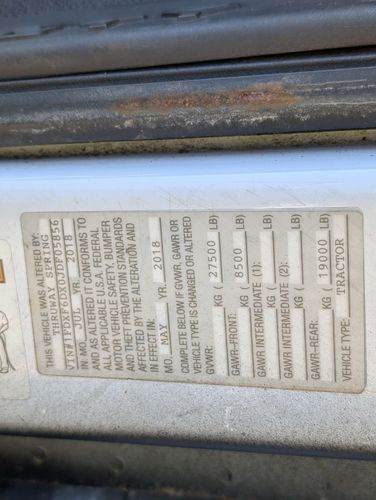 THIS VEHICLE WAS ALTERED BY:
THRUWAY SPRING
IN MO. JUL YR. 2018
AND AS ALTERED IT CONFORMS TO
ALL APPLICABLE U.S.A. FEDERAL
MOTOR VEHICLE SAFETY, BUMPER
AND THEFT PREVENTION STANDARDS
AFFECTED BY THE ALTERATION AND
IN EFFECT IN:
MO. MAY YR. 2018
COMPLETE BELOW IF GVWR, GAWR OR
VEHICLE TYPE IS CHANGED OR ALTERED
GVWR: KG ( 27500 LB)
GAWR-FRONT: KG ( 8500 LB)
GAWR INTERMEDIATE (1): KG ( LB)
GAWR INTERMEDIATE (2): KG ( LB)
GAWR-REAR: KG ( 19000 LB)
VEHICLE TYPE: TRACTOR